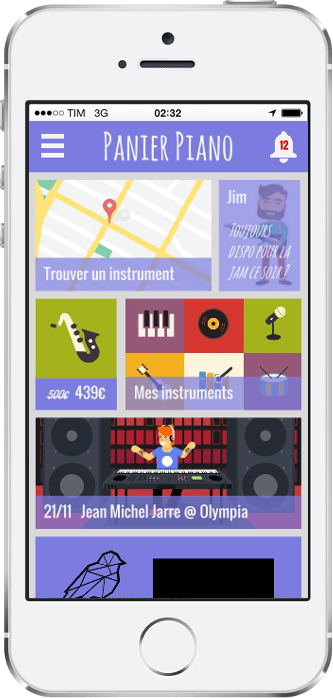 TIM 3G 02:32
Panier Piano
12
Trouver un instrument
Jim
Toujours
dispo pour la
jam ce soir ?
500€ 439€
Mes instruments
21/11 Jean Michel Jarre @ Olympia